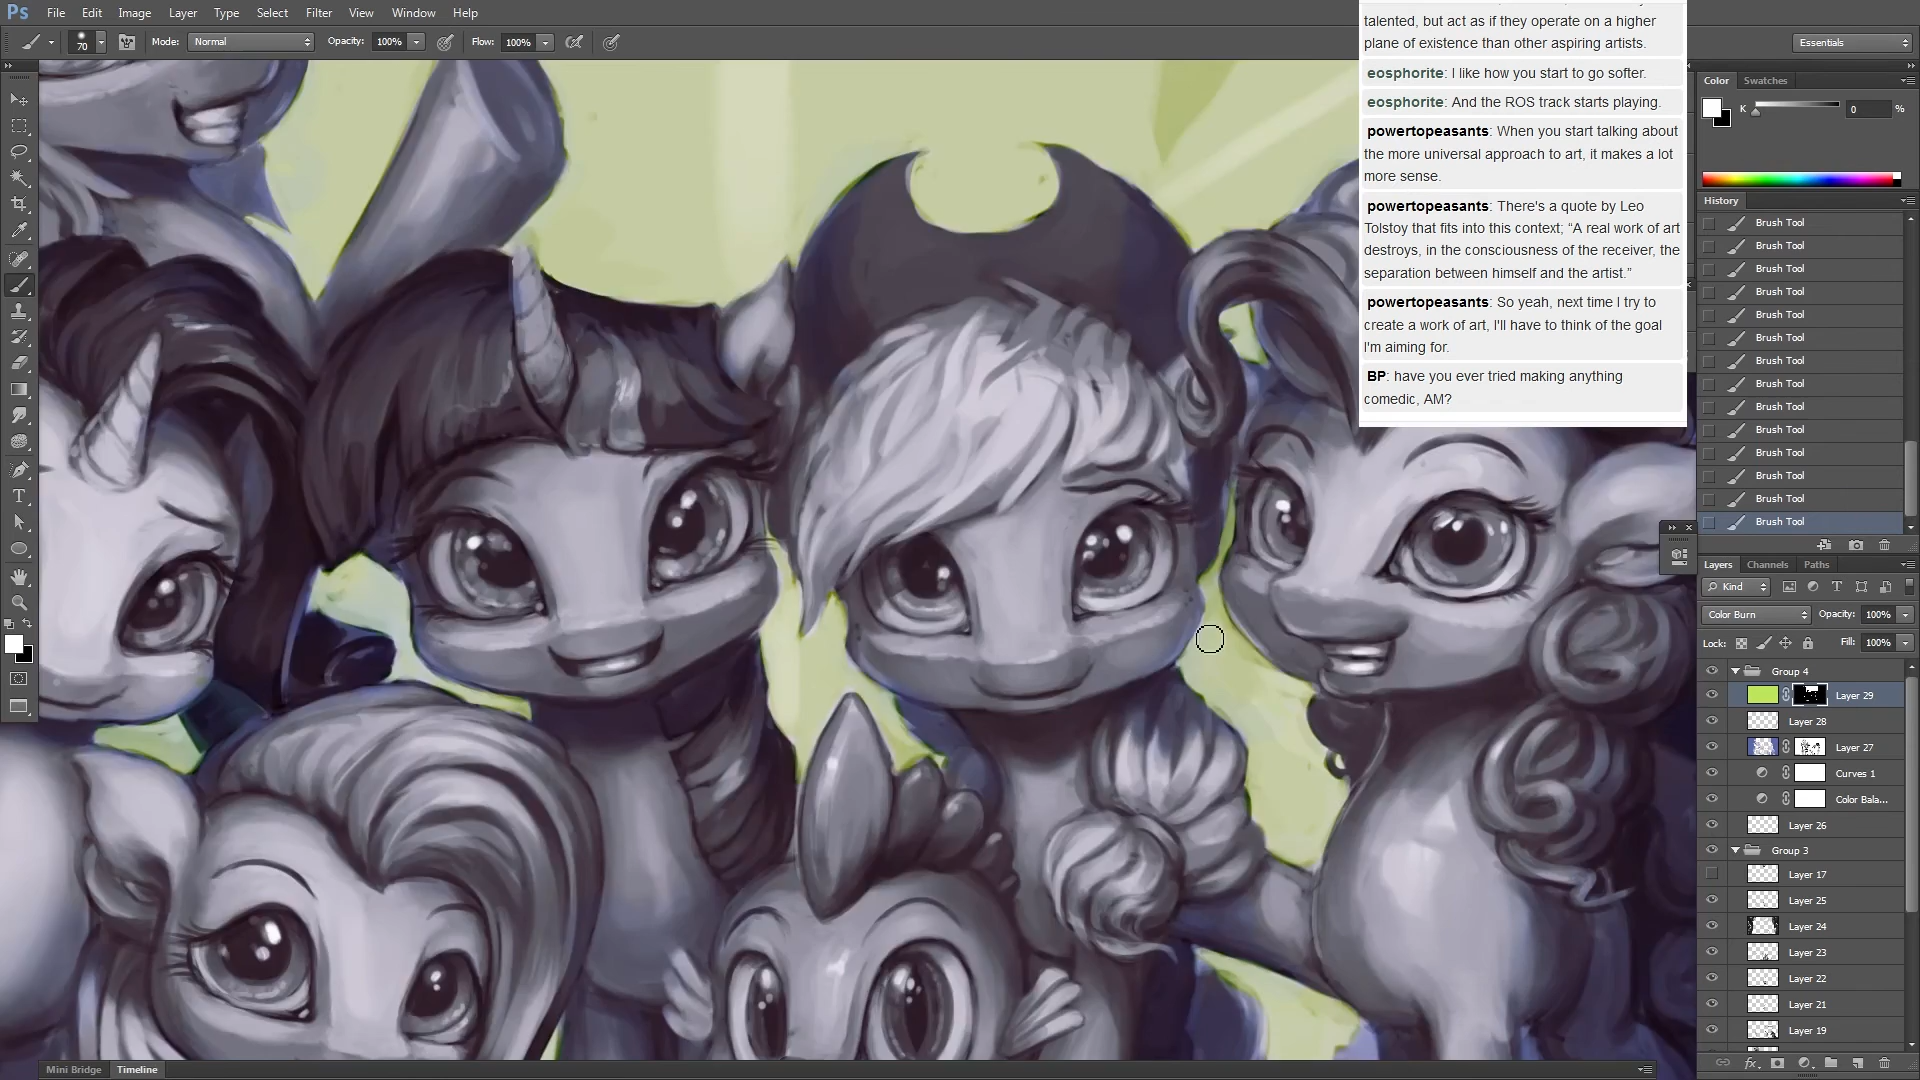 Ps File Edit Image Layer Type Select Filter View Window Help
70 Mode: Normal Opacity: 100% Flow: 100% Essentials
talented, but act as if they operate on a higher
plane of existence than other aspiring artists.
eosphorite: I like how you start to go softer.
eosphorite: And the ROS track starts playing.
powertopeasants: When you start talking about
the more universal approach to art, it makes a lot
more sense.
powertopeasants: There's a quote by Leo
Tolstoy that fits into this context; “A real work of art
destroys, in the consciousness of the receiver, the
separation between himself and the artist.”
powertopeasants: So yeah, next time I try to
create a work of art, I'll have to think of the goal
I'm aiming for.
BP: have you ever tried making anything
comedic, AM?
Color Swatches
K 0 %
History
Brush Tool
Brush Tool
Brush Tool
Brush Tool
Brush Tool
Brush Tool
Brush Tool
Brush Tool
Brush Tool
Brush Tool
Brush Tool
Brush Tool
Brush Tool
Brush Tool
Layers Channels Paths
Kind
Color Burn Opacity: 100%
Lock: Fill: 100%
Group 4
Layer 29
Layer 28
Layer 27
Curves 1
Color Bala...
Layer 26
Group 3
Layer 17
Layer 25
Layer 24
Layer 23
Layer 22
Layer 21
Layer 19
Mini Bridge Timeline